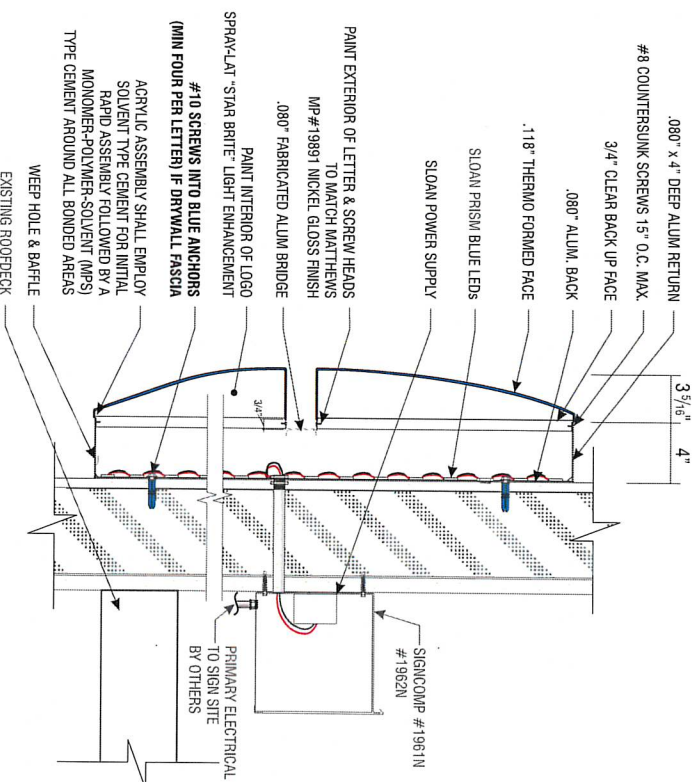 .080" x 4" DEEP ALUM RETURN
#8 COUNTERSUNK SCREWS 15" O.C. MAX.
3/4" CLEAR BACK UP FACE
.080" ALUM. BACK
.118" THERMO FORMED FACE
SLOAN PRISM BLUE LEDs
SLOAN POWER SUPPLY
PAINT EXTERIOR OF LETTER & SCREW HEADS
TO MATCH MATTHEWS
MP#19891 NICKEL GLOSS FINISH
.080" FABRICATED ALUM BRIDGE
PAINT INTERIOR OF LOGO
SPRAY-LAT "STAR BRITE" LIGHT ENHANCEMENT
#10 SCREWS INTO BLUE ANCHORS
(MIN FOUR PER LETTER) IF DRYWALL FASCIA
ACRYLIC ASSEMBLY SHALL EMPLOY
SOLVENT TYPE CEMENT FOR INITIAL
RAPID ASSEMBLY FOLLOWED BY A
MONOMER-POLYMER-SOLVENT (MPS)
TYPE CEMENT AROUND ALL BONDED AREAS
WEEP HOLE & BAFFLE
EXISTING ROOFDECK
3 5/16"
4"
3/4"
SIGNCOMP #1961N
#1962N
PRIMARY ELECTRICAL
TO SIGN SITE
BY OTHERS